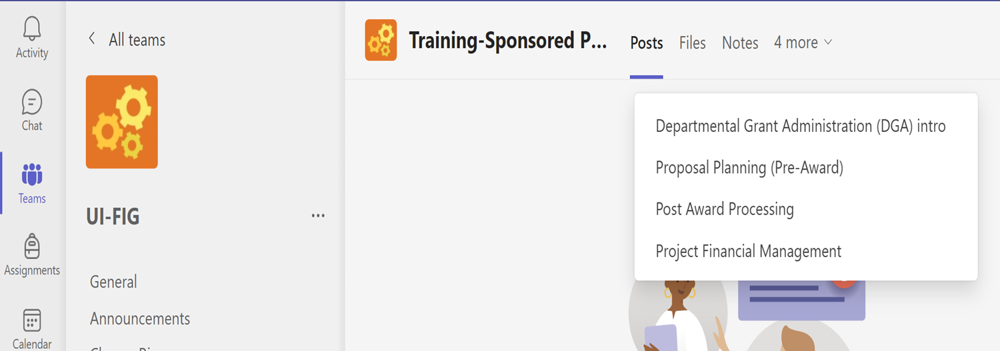 Activity
Chat
Teams
Assignments
Calendar
All teams
UI-FIG
General
Announcements
Training-Sponsored P...
Posts Files Notes 4 more
Departmental Grant Administration (DGA) intro
Proposal Planning (Pre-Award)
Post Award Processing
Project Financial Management